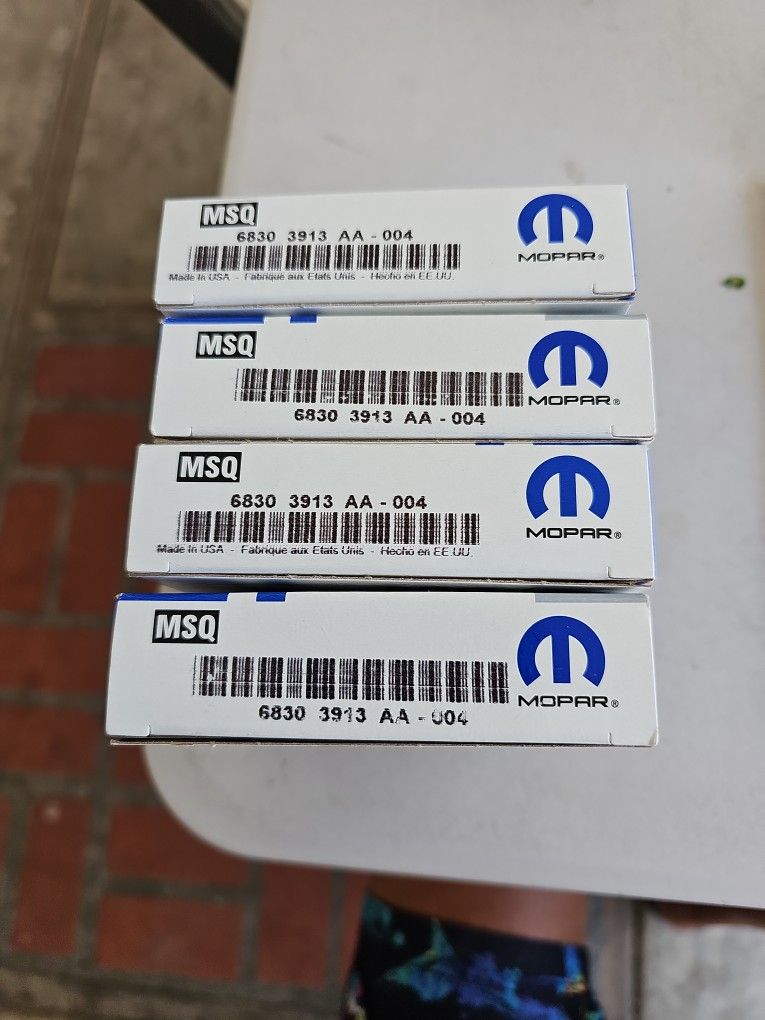 MSQ
6830 3913 AA - 004
Made In USA - Fabrique aux Etats Unis - Hecho en EE.UU.
MOPAR®
MSQ
6830 3913 AA - 004
MOPAR®
MSQ
6830 3913 AA - 004
Made In USA - Fabrique aux Etats Unis - Hecho en EE.UU.
MOPAR®
MSQ
6830 3913 AA - 004
MOPAR®